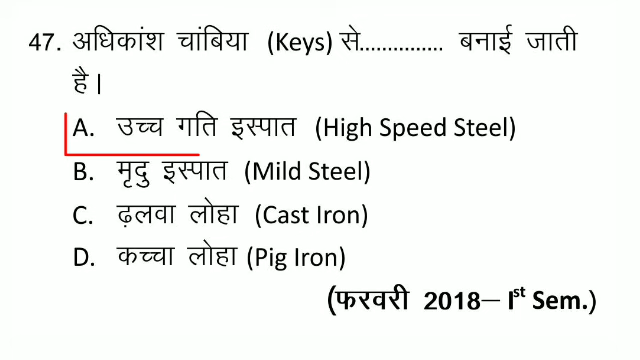 47. अधिकांश चांबिया (Keys) से............... बनाई जाती
है।
A. उच्च गति इस्पात (High Speed Steel)
B. मृदु इस्पात (Mild Steel)
C. ढ़लवा लोहा (Cast Iron)
D. कच्चा लोहा (Pig Iron)
(फरवरी 2018– Ist Sem.)